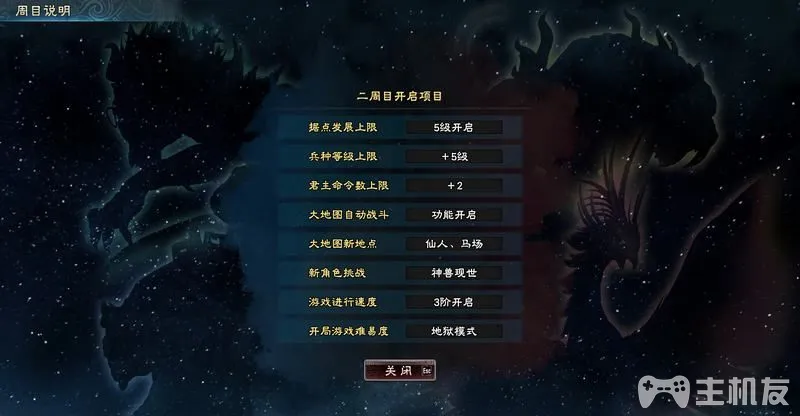 周目说明
二周目开启项目
据点发展上限 5级开启
兵种等级上限 +5级
君主命令数上限 +2
大地图自动战斗 功能开启
大地图新地点 仙人、马场
新角色挑战 神兽现世
游戏进行速度 3阶开启
开局游戏难易度 地狱模式
关闭 Esc
主机友